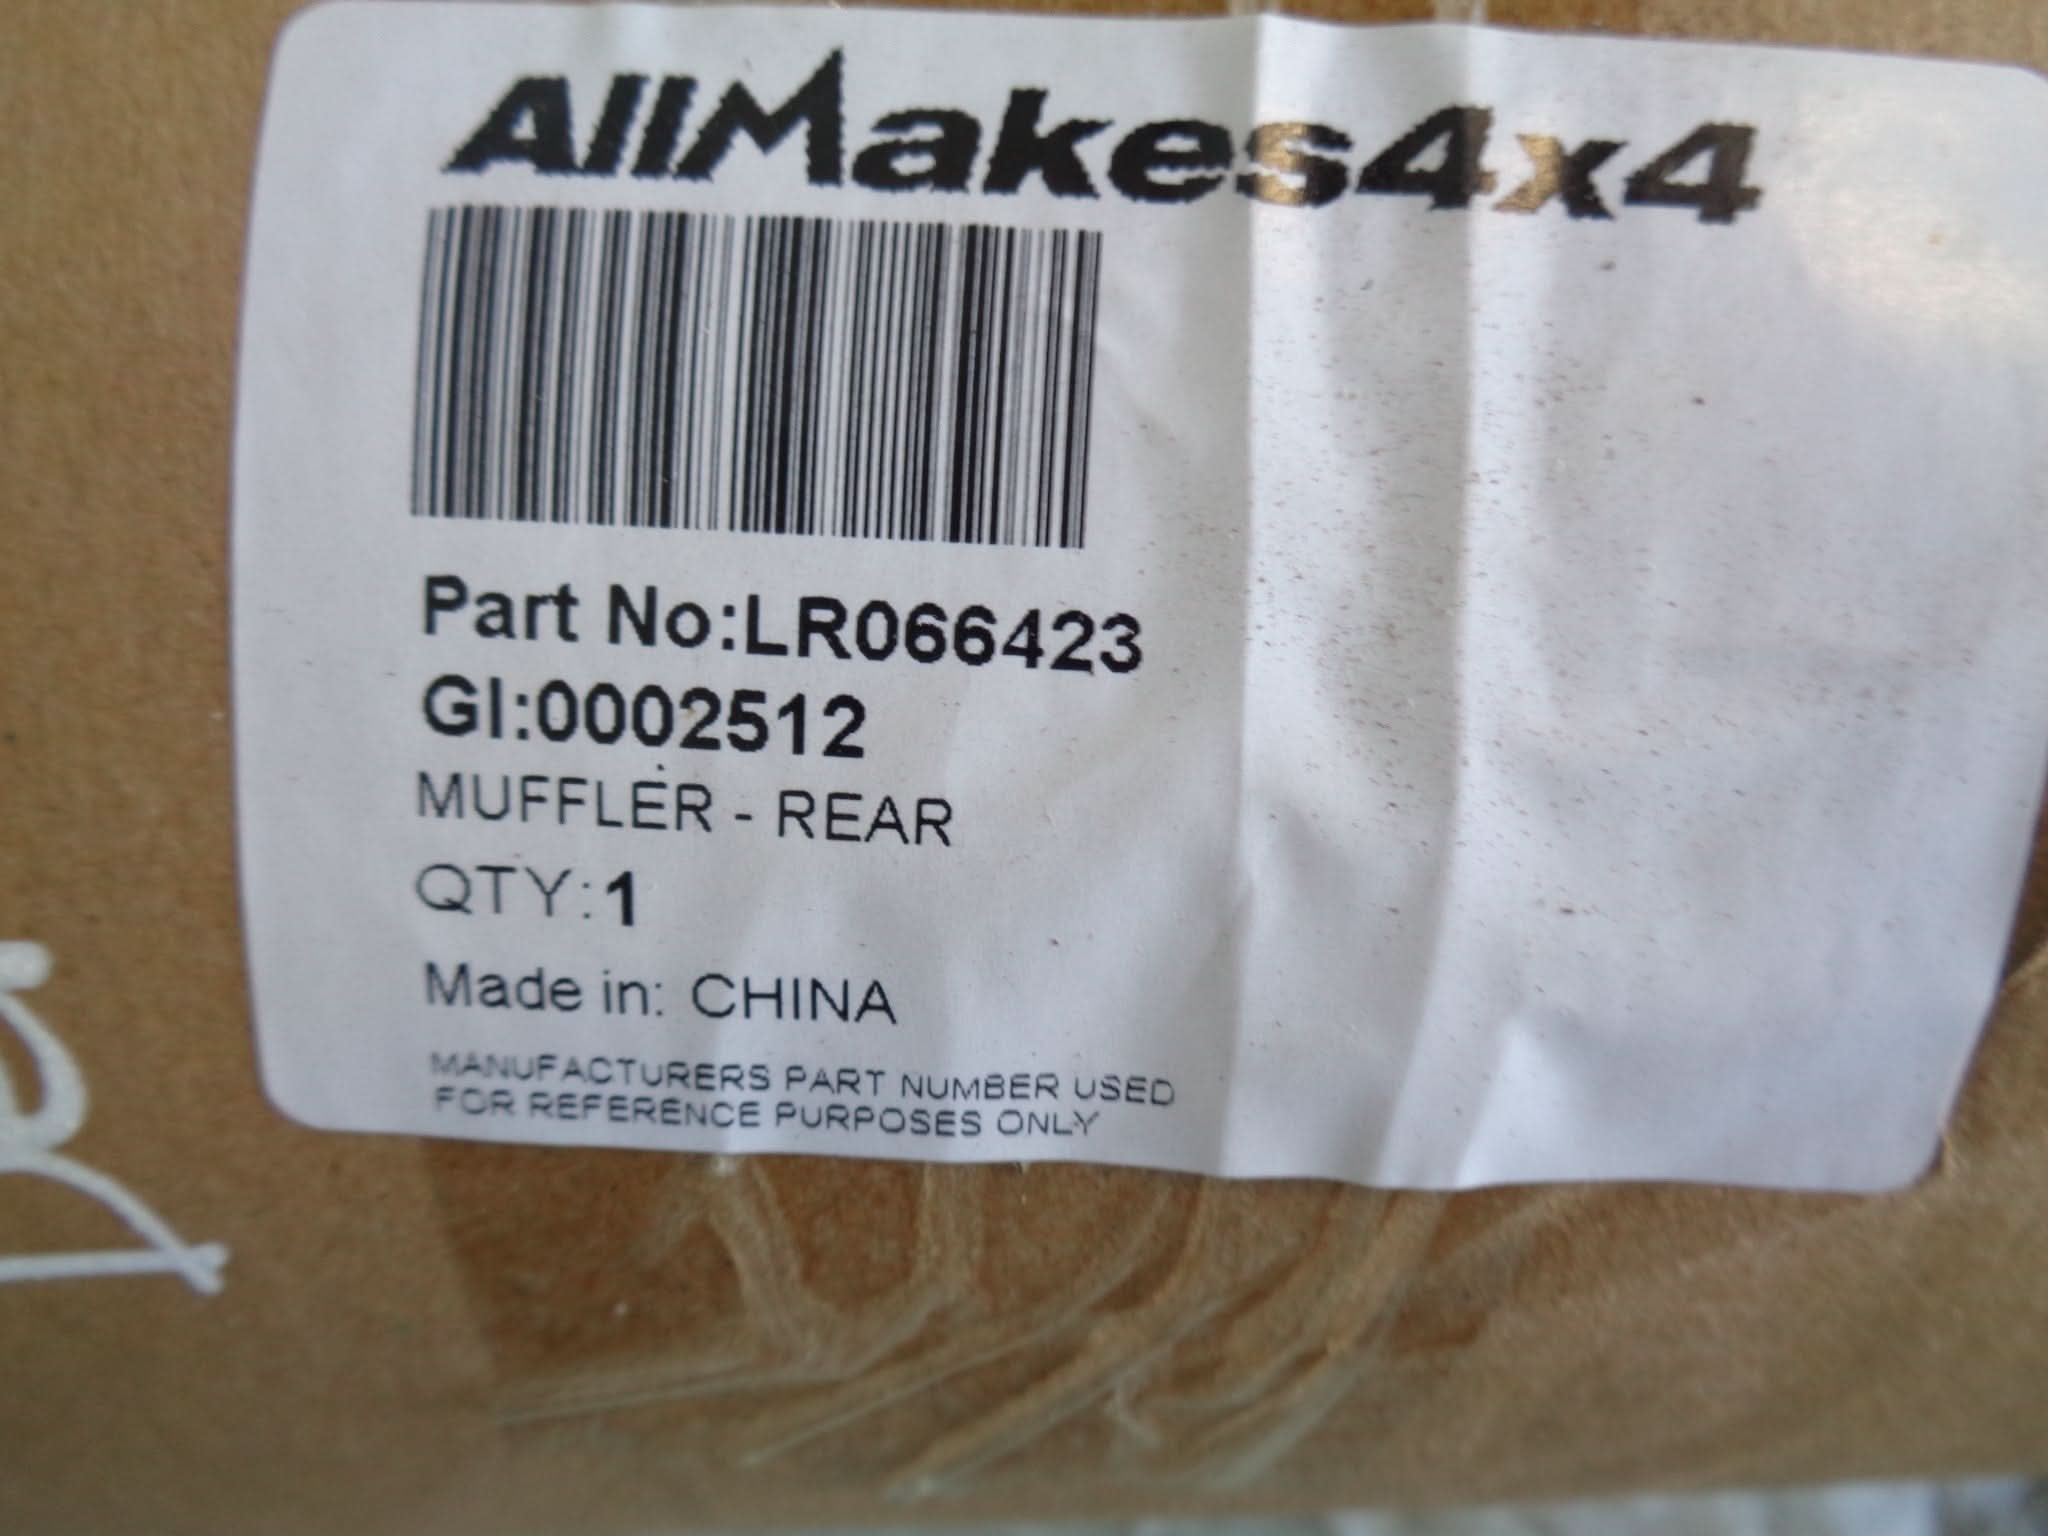 AllMakes4x4
Part No:LR066423
GI:0002512
MUFFLER - REAR
QTY:1
Made in: CHINA
MANUFACTURERS PART NUMBER USED
FOR REFERENCE PURPOSES ONLY